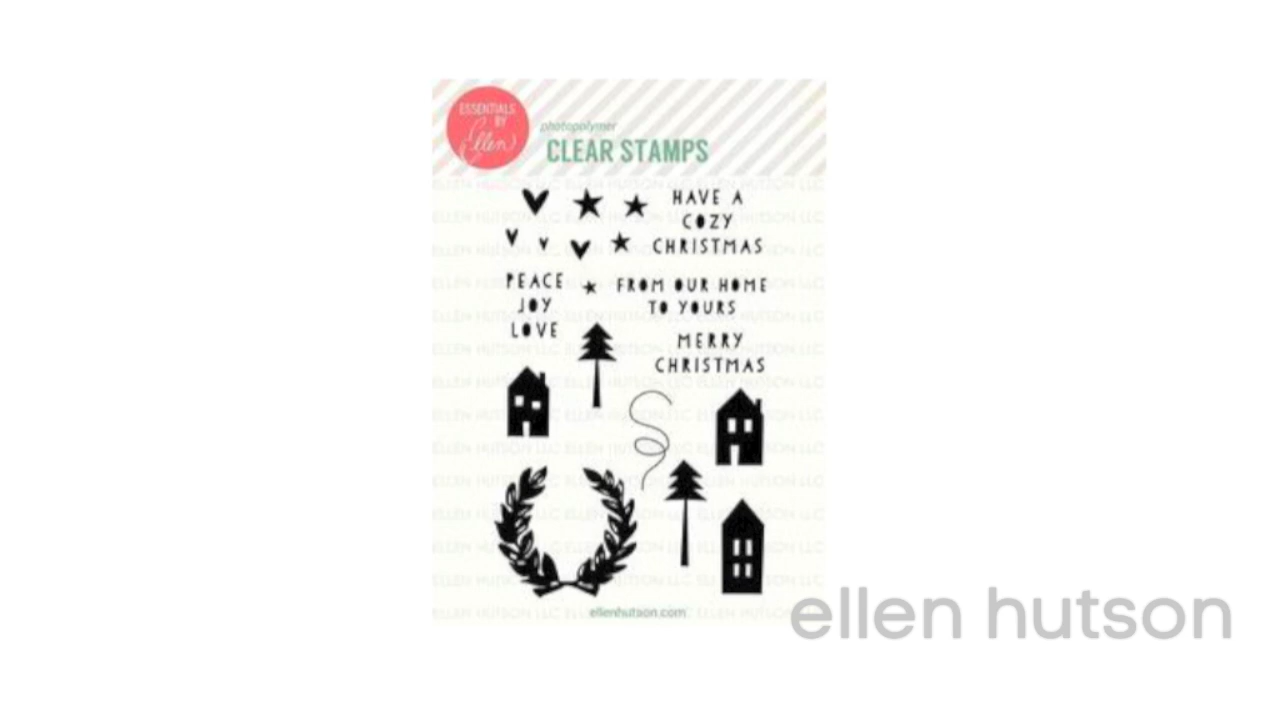 ESSENTIALS
BY
Ellen
photopolymer
CLEAR STAMPS
HAVE A
COZY
CHRISTMAS
PEACE
JOY
LOVE
FROM OUR HOME
TO YOURS
MERRY
CHRISTMAS
ellenhutson.com
ellen hutson